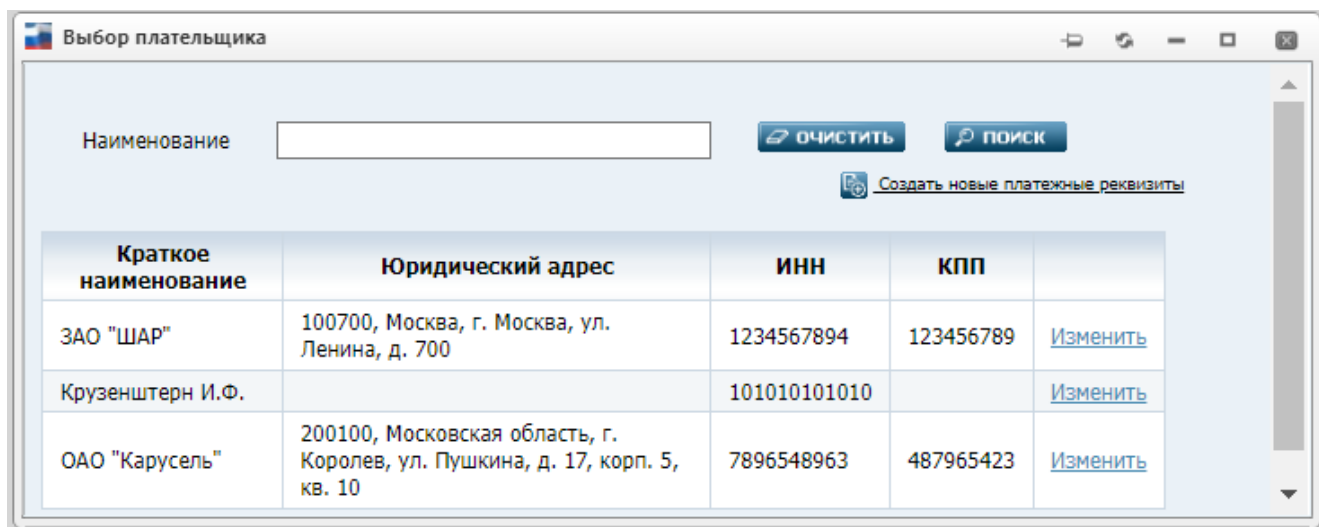 Выбор плательщика
Наименование
ОЧИСТИТЬ
ПОИСК
Создать новые платежные реквизиты
Краткое
наименование
Юридический адрес
ИНН
КПП
ЗАО "ШАР"
100700, Москва, г. Москва, ул.
Ленина, д. 700
1234567894
123456789
Изменить
Крузенштерн И.Ф.
101010101010
Изменить
ОАО "Карусель"
200100, Московская область, г.
Королев, ул. Пушкина, д. 17, корп. 5,
кв. 10
7896548963
487965423
Изменить